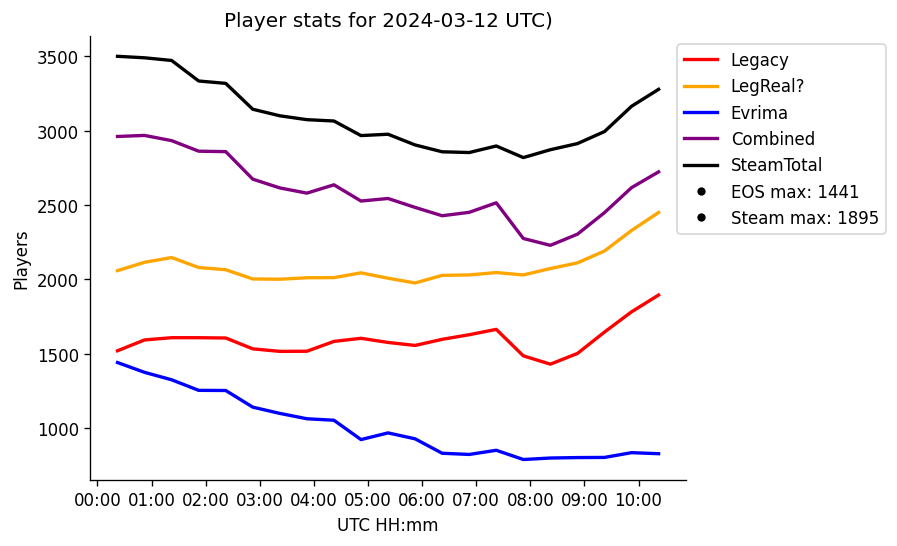 Player stats for 2024-03-12 UTC)
Legacy
LegReal?
Evrima
Combined
SteamTotal
EOS max: 1441
Steam max: 1895
Players
3500
3000
2500
2000
1500
1000
00:00 01:00 02:00 03:00 04:00 05:00 06:00 07:00 08:00 09:00 10:00
UTC HH:mm